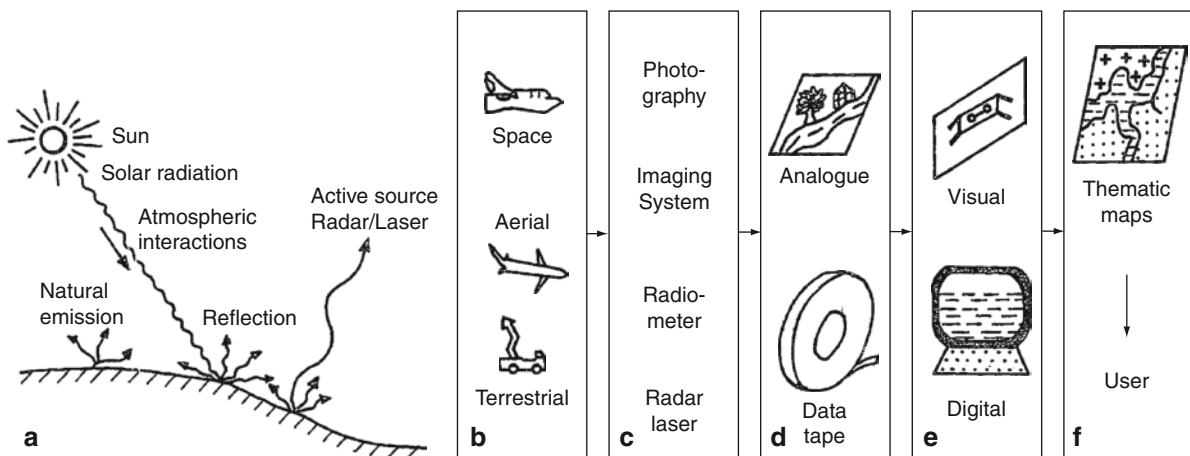 Sun
Solar radiation
Atmospheric
interactions
Active source
Radar/Laser
Natural
emission
Reflection
a
Space
Aerial
Terrestrial
b
Photo-
graphy
Imaging
System
Radio-
meter
Radar
laser
c
Analogue
Data
tape
d
Visual
Digital
e
Thematic
maps
User
f